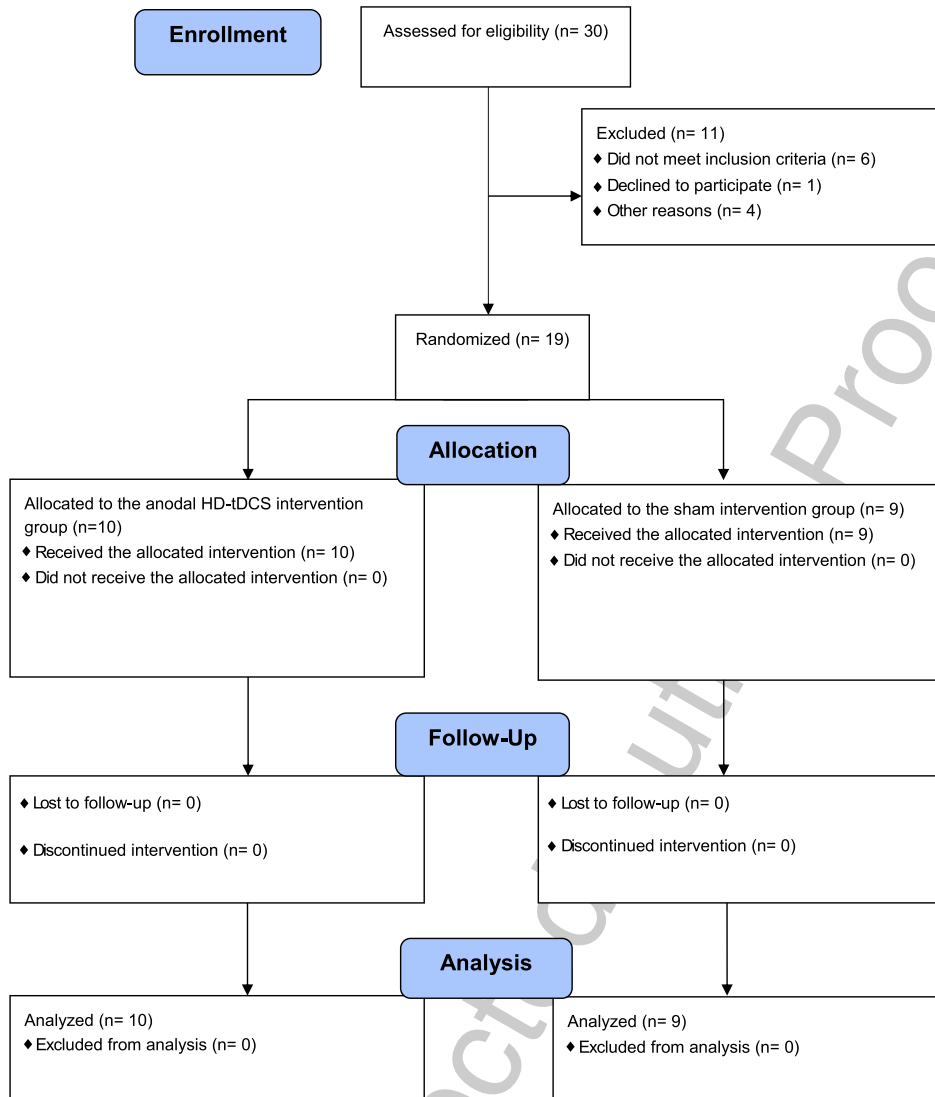 Enrollment
Assessed for eligibility (n= 30)
Excluded (n= 11)
♦ Did not meet inclusion criteria (n= 6)
♦ Declined to participate (n= 1)
♦ Other reasons (n= 4)
Randomized (n= 19)
Allocation
Allocated to the anodal HD-tDCS intervention
group (n=10)
♦ Received the allocated intervention (n= 10)
♦ Did not receive the allocated intervention (n= 0)
Allocated to the sham intervention group (n= 9)
♦ Received the allocated intervention (n= 9)
♦ Did not receive the allocated intervention (n= 0)
Follow-Up
♦ Lost to follow-up (n= 0)
♦ Discontinued intervention (n= 0)
♦ Lost to follow-up (n= 0)
♦ Discontinued intervention (n= 0)
Analysis
Analyzed (n= 10)
♦ Excluded from analysis (n= 0)
Analyzed (n= 9)
♦ Excluded from analysis (n= 0)